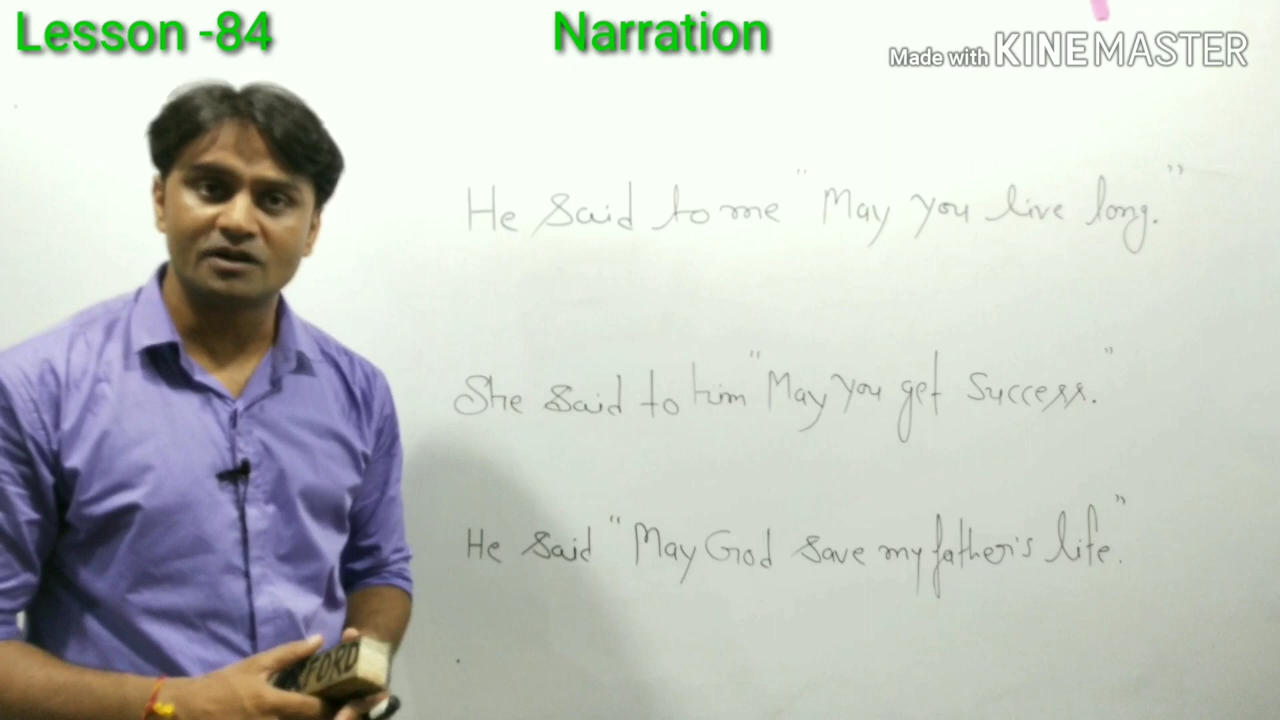 Lesson -84 Narration
Made with KINEMASTER
He said to me "May you live long."
She said to him "May you get success."
He said "May God save my father's life."
FORD